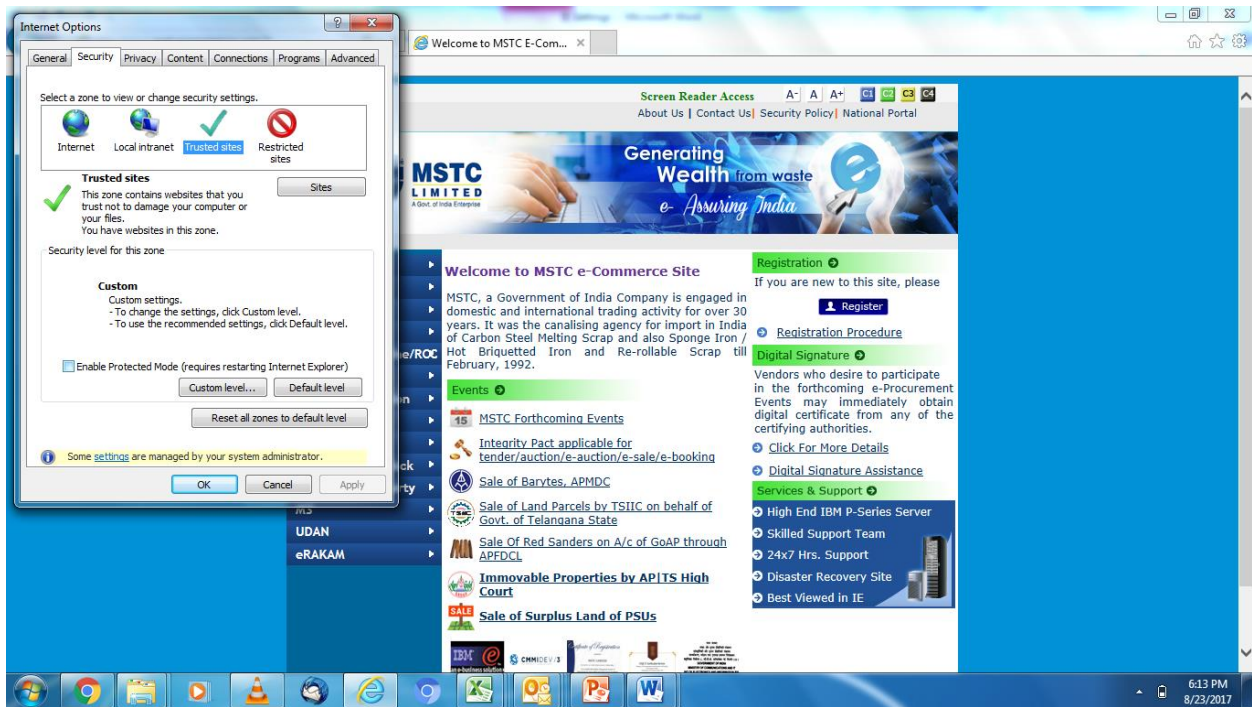 Internet Options
General Security Privacy Content Connections Programs Advanced
Select a zone to view or change security settings.
Internet Local intranet Trusted sites Restricted
sites
Trusted sites
This zone contains websites that you
trust not to damage your computer or
your files.
You have websites in this zone.
Sites
Security level for this zone
Custom
Custom settings.
- To change the settings, click Custom level.
- To use the recommended settings, click Default level.
Enable Protected Mode (requires restarting Internet Explorer)
Custom level... Default level
Reset all zones to default level
Some settings are managed by your system administrator.
OK Cancel Apply
Welcome to MSTC E-Com...
Screen Reader Access A- A A+ C1 C2 C3 C4
About Us | Contact Us| Security Policy| National Portal
MSTC
LIMITED
A Govt. of India Enterprise
Generating
Wealth from waste
e- Assuring India
e/ROC
on
ck
rty
MS
UDAN
eRAKAM
Welcome to MSTC e-Commerce Site
MSTC, a Government of India Company is engaged in
domestic and international trading activity for over 30
years. It was the canalising agency for import in India
of Carbon Steel Melting Scrap and also Sponge Iron /
Hot Briquetted Iron and Re-rollable Scrap till
February, 1992.
Events
15 MSTC Forthcoming Events
Integrity Pact applicable for
tender/auction/e-auction/e-sale/e-booking
Sale of Barytes, APMDC
Sale of Land Parcels by TSIIC on behalf of
Govt. of Telangana State
Sale Of Red Sanders on A/c of GoAP through
APFDCL
Immovable Properties by AP|TS High
Court
SALE
Sale of Surplus Land of PSUs
IBM
CMMIDEV/3
Registration
If you are new to this site, please
Register
Registration Procedure
Digital Signature
Vendors who desire to participate
in the forthcoming e-Procurement
Events may immediately obtain
digital certificate from any of the
certifying authorities.
Click For More Details
Digital Signature Assistance
Services & Support
High End IBM P-Series Server
Skilled Support Team
24x7 Hrs. Support
Disaster Recovery Site
Best Viewed in IE
6:13 PM
8/23/2017